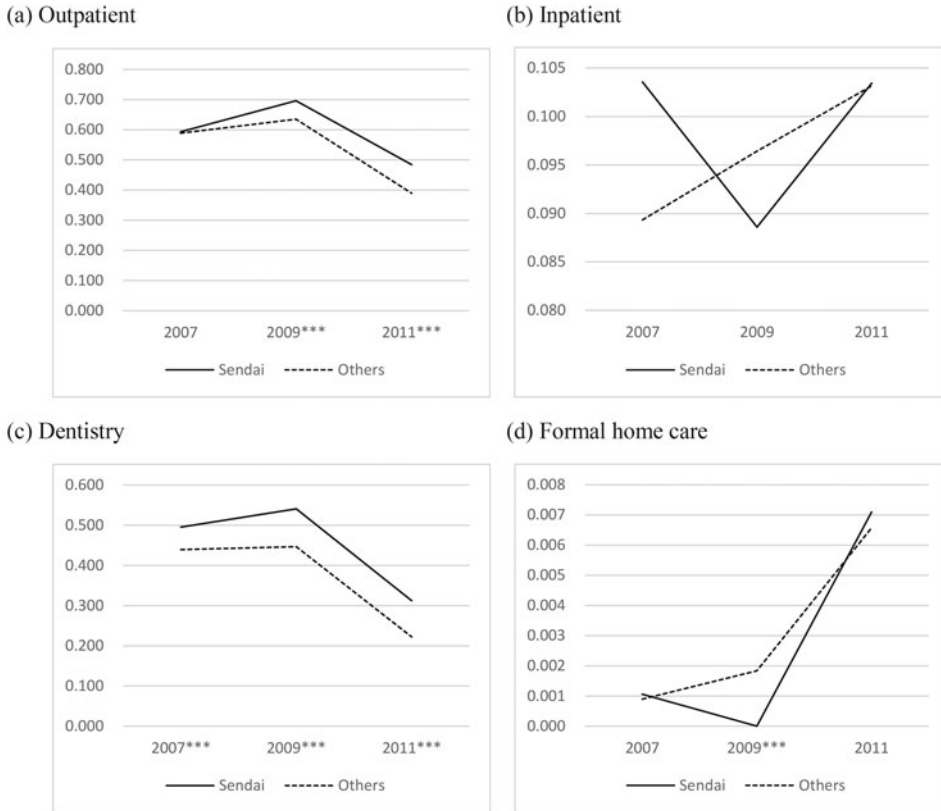 (a) Outpatient
0.800
0.700
0.600
0.500
0.400
0.300
0.200
0.100
0.000
2007 2009*** 2011***
Sendai Others
(b) Inpatient
0.105
0.100
0.095
0.090
0.085
0.080
2007 2009 2011
Sendai Others
(c) Dentistry
0.600
0.500
0.400
0.300
0.200
0.100
0.000
2007*** 2009*** 2011***
Sendai Others
(d) Formal home care
0.008
0.007
0.006
0.005
0.004
0.003
0.002
0.001
0.000
2007 2009*** 2011
Sendai Others